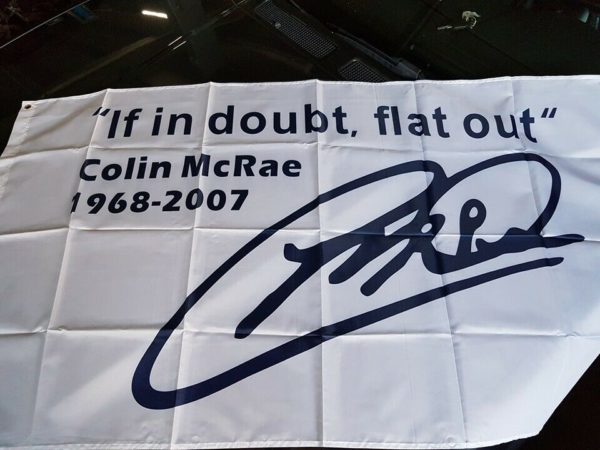 “If in doubt, flat out“
Colin McRae
1968-2007